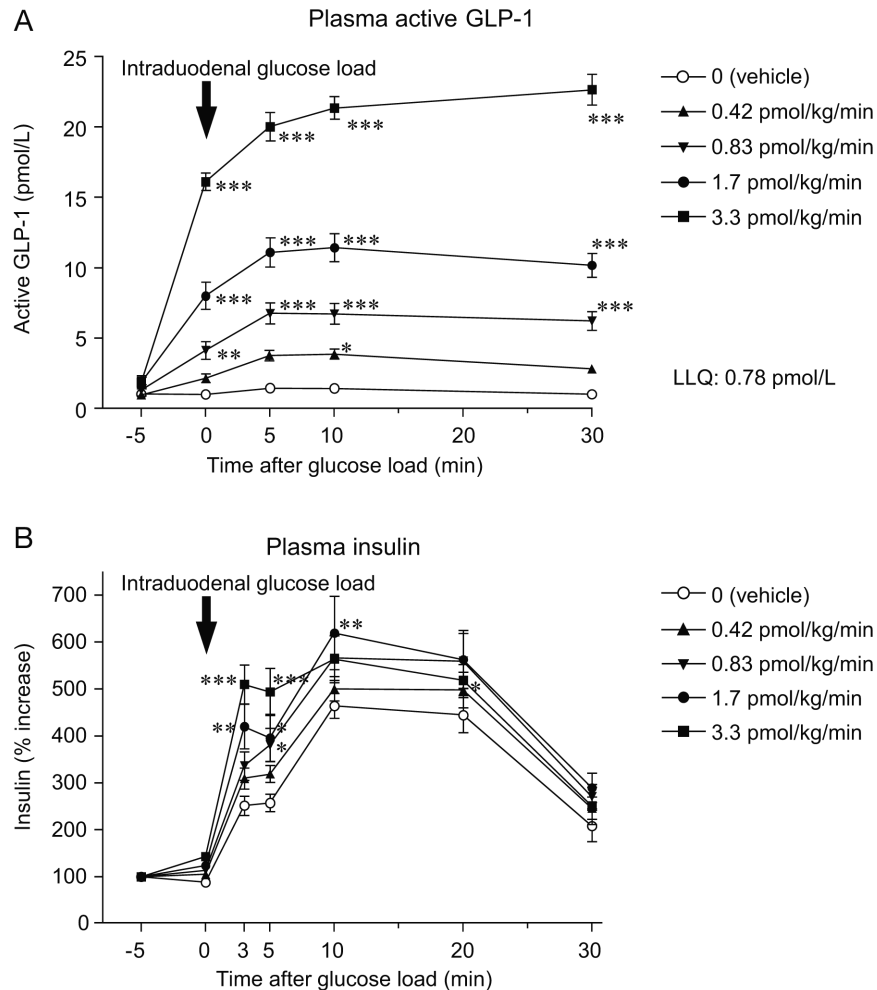 A
Plasma active GLP-1
Intraduodenal glucose load
Active GLP-1 (pmol/L)
25
20
15
10
5
0
***
***
***
***
***
***
***
***
**
***
***
***
*
-5 0 5 10 20 30
Time after glucose load (min)
0 (vehicle)
0.42 pmol/kg/min
0.83 pmol/kg/min
1.7 pmol/kg/min
3.3 pmol/kg/min
LLQ: 0.78 pmol/L
B
Plasma insulin
Intraduodenal glucose load
Insulin (% increase)
700
600
500
400
300
200
100
0
***
***
**
**
*
*
*
-5 0 3 5 10 20 30
Time after glucose load (min)
0 (vehicle)
0.42 pmol/kg/min
0.83 pmol/kg/min
1.7 pmol/kg/min
3.3 pmol/kg/min